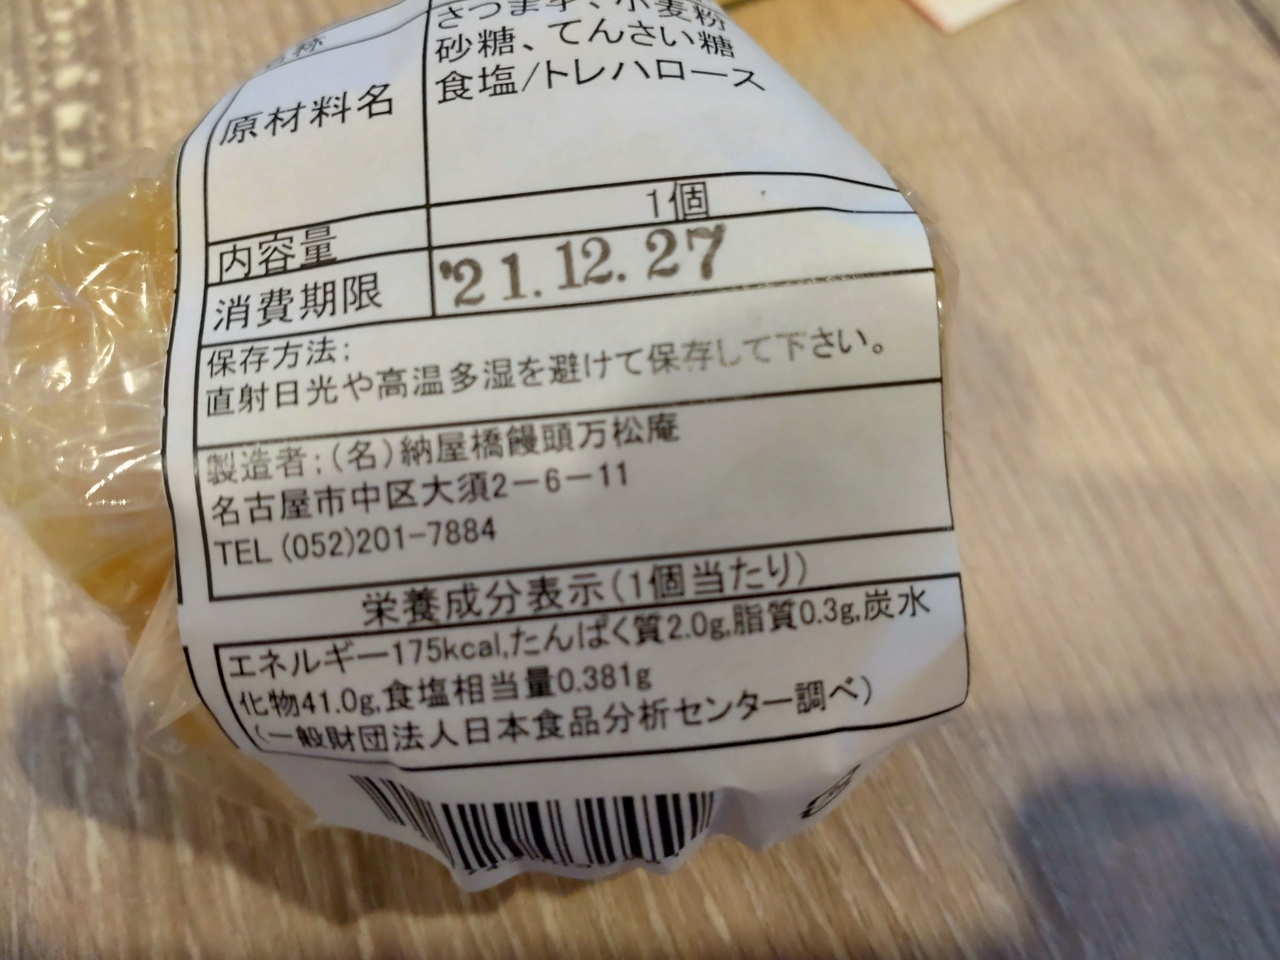 名称
さつま芋、小麦粉
砂糖、てんさい糖
食塩/トレハロース
原材料名
内容量
1個
消費期限
'21.12.27
保存方法:
直射日光や高温多湿を避けて保存して下さい。
製造者;(名)納屋橋饅頭万松庵
名古屋市中区大須2-6-11
TEL (052)201-7884
栄養成分表示(1個当たり)
エネルギー175kcal,たんぱく質2.0g,脂質0.3g,炭水
化物41.0g,食塩相当量0.381g
(一般財団法人日本食品分析センター調べ)